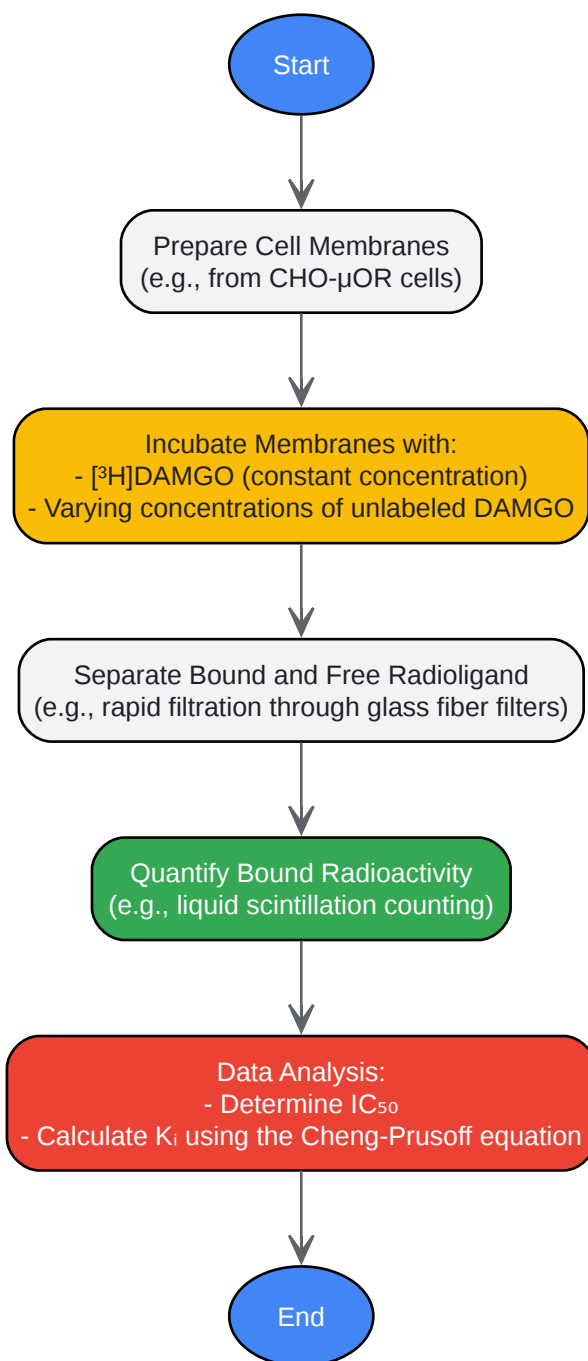 Start
Prepare Cell Membranes
(e.g., from CHO-μOR cells)
Incubate Membranes with:
- [³H]DAMGO (constant concentration)
- Varying concentrations of unlabeled DAMGO
Separate Bound and Free Radioligand
(e.g., rapid filtration through glass fiber filters)
Quantify Bound Radioactivity
(e.g., liquid scintillation counting)
Data Analysis:
- Determine IC₅₀
- Calculate Kᵢ using the Cheng-Prusoff equation
End